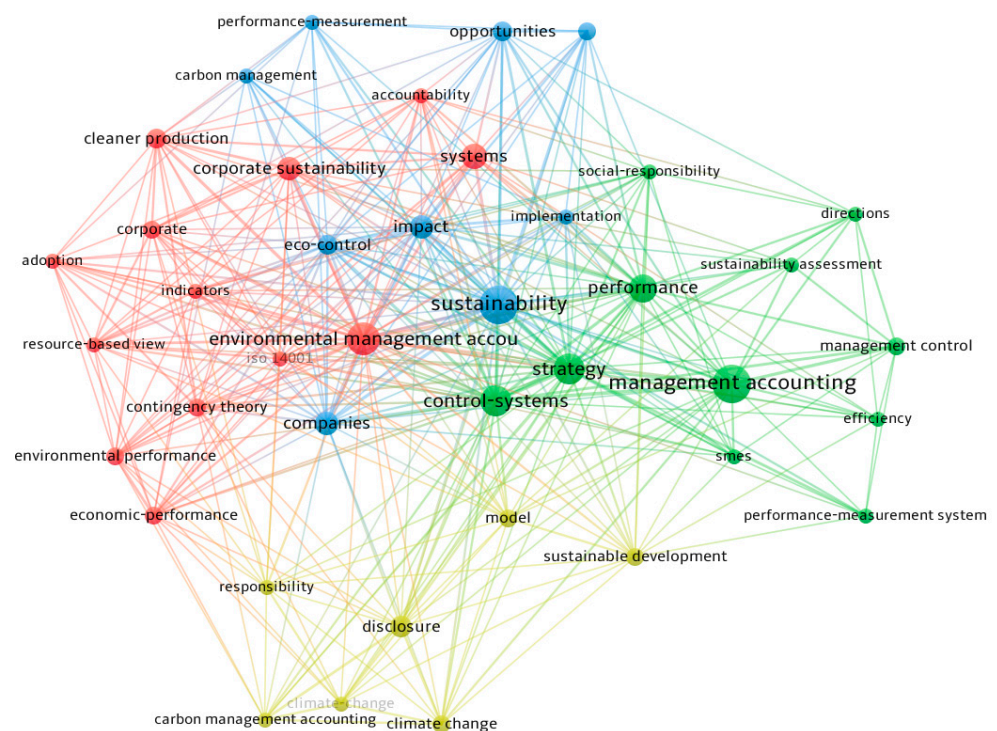 performance-measurement
opportunities
carbon management
accountability
cleaner production
systems
corporate sustainability
social-responsibility
directions
implementation
impact
corporate
eco-control
adoption
sustainability assessment
indicators
performance
sustainability
environmental management accou
resource-based view
management control
iso 14001
strategy
management accounting
control-systems
contingency theory
efficiency
companies
environmental performance
smes
economic-performance
model
performance-measurement system
sustainable development
responsibility
disclosure
climate-change
carbon management accounting
climate change